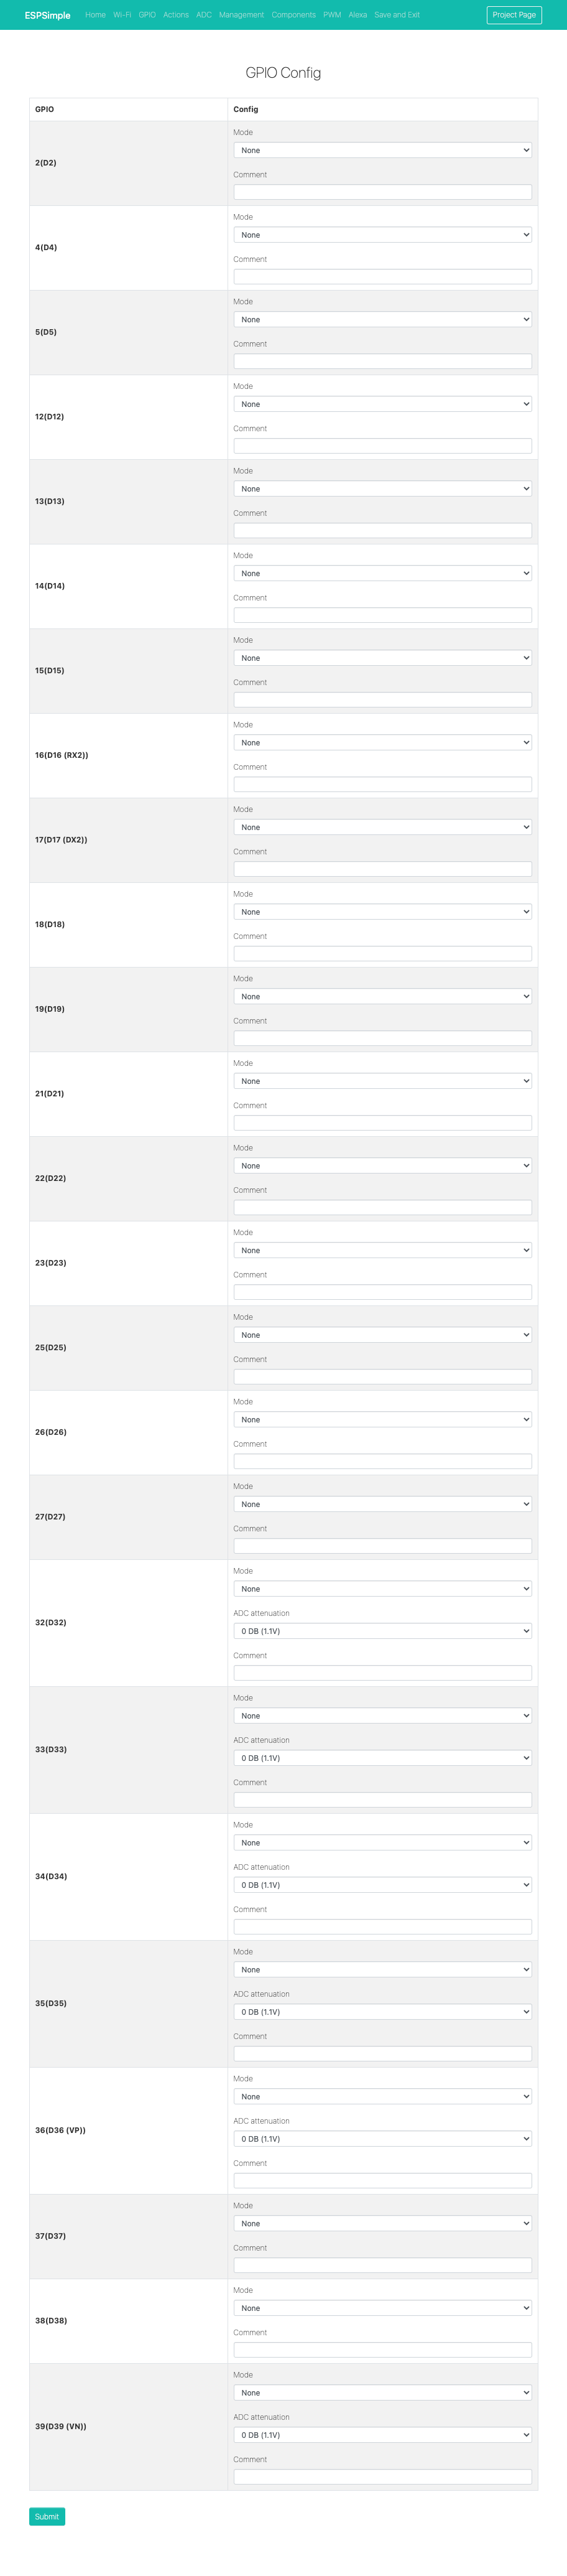 ESPSimple Home Wi-Fi GPIO Actions ADC Management Components PWM Alexa Save and Exit Project Page
GPIO Config
GPIO Config
2(D2)
Mode
None
Comment
4(D4)
Mode
None
Comment
5(D5)
Mode
None
Comment
12(D12)
Mode
None
Comment
13(D13)
Mode
None
Comment
14(D14)
Mode
None
Comment
15(D15)
Mode
None
Comment
16(D16 (RX2))
Mode
None
Comment
17(D17 (DX2))
Mode
None
Comment
18(D18)
Mode
None
Comment
19(D19)
Mode
None
Comment
21(D21)
Mode
None
Comment
22(D22)
Mode
None
Comment
23(D23)
Mode
None
Comment
25(D25)
Mode
None
Comment
26(D26)
Mode
None
Comment
27(D27)
Mode
None
Comment
32(D32)
Mode
None
ADC attenuation
0 DB (1.1V)
Comment
33(D33)
Mode
None
ADC attenuation
0 DB (1.1V)
Comment
34(D34)
Mode
None
ADC attenuation
0 DB (1.1V)
Comment
35(D35)
Mode
None
ADC attenuation
0 DB (1.1V)
Comment
36(D36 (VP))
Mode
None
ADC attenuation
0 DB (1.1V)
Comment
37(D37)
Mode
None
Comment
38(D38)
Mode
None
Comment
39(D39 (VN))
Mode
None
ADC attenuation
0 DB (1.1V)
Comment
Submit